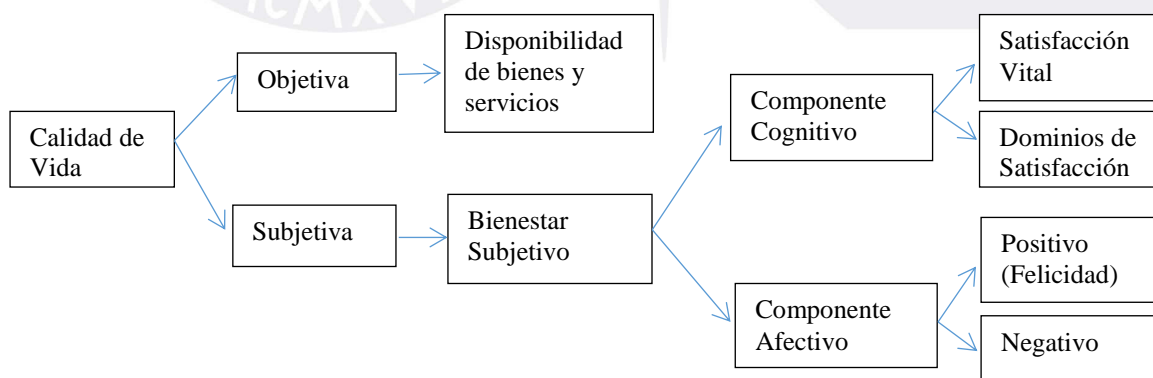 Calidad de
Vida
Objetiva
Disponibilidad
de bienes y
servicios
Subjetiva
Bienestar
Subjetivo
Componente
Cognitivo
Satisfacción
Vital
Dominios de
Satisfacción
Componente
Afectivo
Positivo
(Felicidad)
Negativo